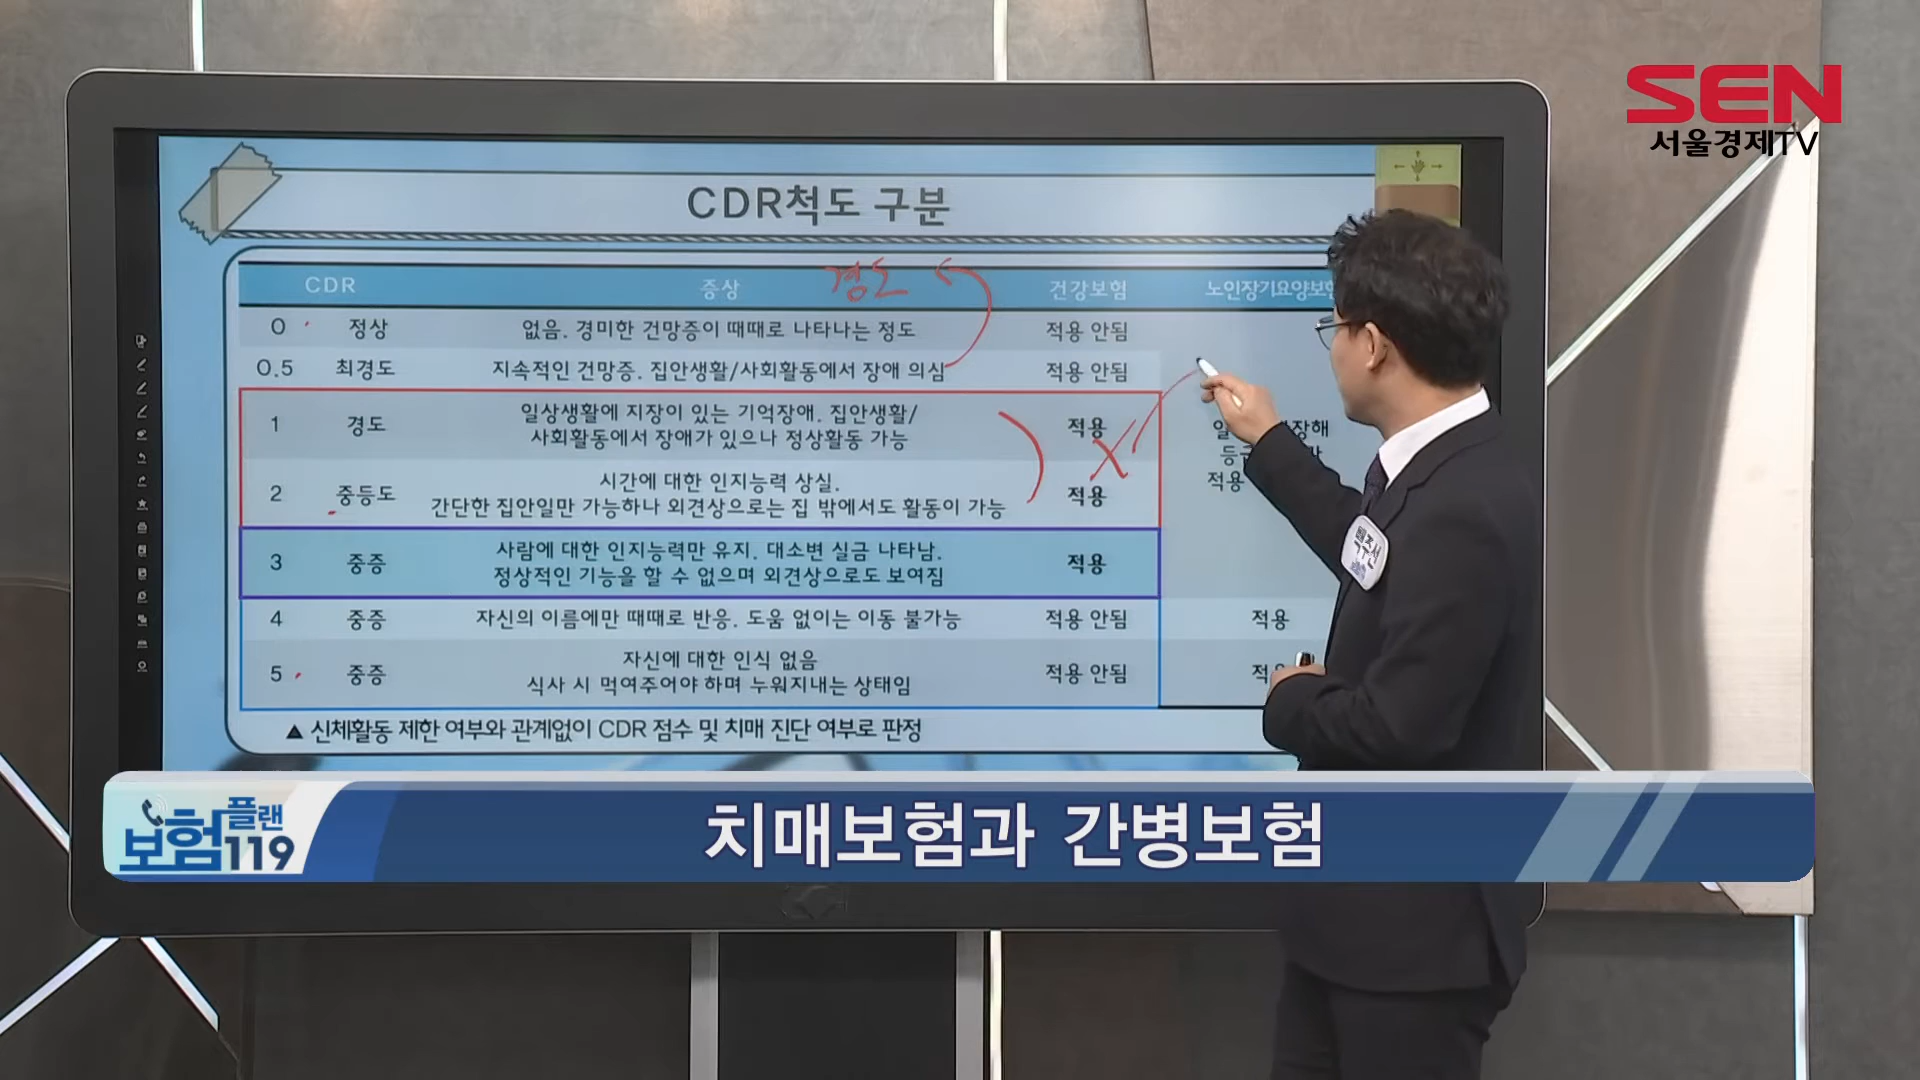 SEN
서울경제TV
CDR척도 구분
CDR 증상 건강보험 노인장기요양보험
경도
0 정상 없음. 경미한 건망증이 때때로 나타나는 정도 적용 안됨
0.5 최경도 지속적인 건망증. 집안생활/사회활동에서 장애 의심 적용 안됨
1 경도 일상생활에 지장이 있는 기억장애. 집안생활/
사회활동에서 장애가 있으나 정상활동 가능 적용
2 중등도 시간에 대한 인지능력 상실.
간단한 집안일만 가능하나 외견상으로는 집 밖에서도 활동이 가능 적용
X
적용
3 중증 사람에 대한 인지능력만 유지. 대소변 실금 나타남.
정상적인 기능을 할 수 없으며 외견상으로도 보여짐 적용
4 중증 자신의 이름에만 때때로 반응. 도움 없이는 이동 불가능 적용 안됨 적용
5 중증 자신에 대한 인식 없음
식사 시 먹여주어야 하며 누워지내는 상태임 적용 안됨
▲ 신체활동 제한 여부와 관계없이 CDR 점수 및 치매 진단 여부로 판정
보험플랜119
치매보험과 간병보험